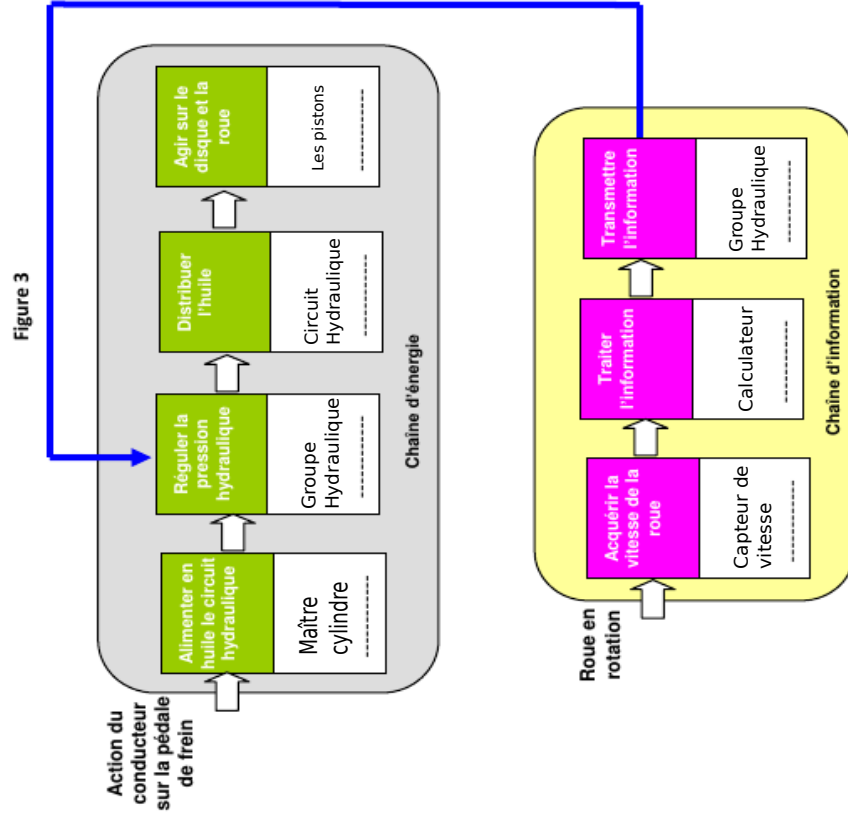 Figure 3
Action du
conducteur
sur la pédale
de frein
Alimenter en
huile le circuit
hydraulique
Maître
cylindre
------------
Réguler la
pression
hydraulique
Groupe
Hydraulique
------------
Distribuer
l'huile
Circuit
Hydraulique
------------
Agir sur le
disque et la
roue
Les pistons
------------
Chaîne d'énergie
Roue en
rotation
Acquérir la
vitesse de la
roue
Capteur de
vitesse
------------
Traiter
l'information
Calculateur
------------
Transmettre
l'information
Groupe
Hydraulique
------------
Chaîne d'information